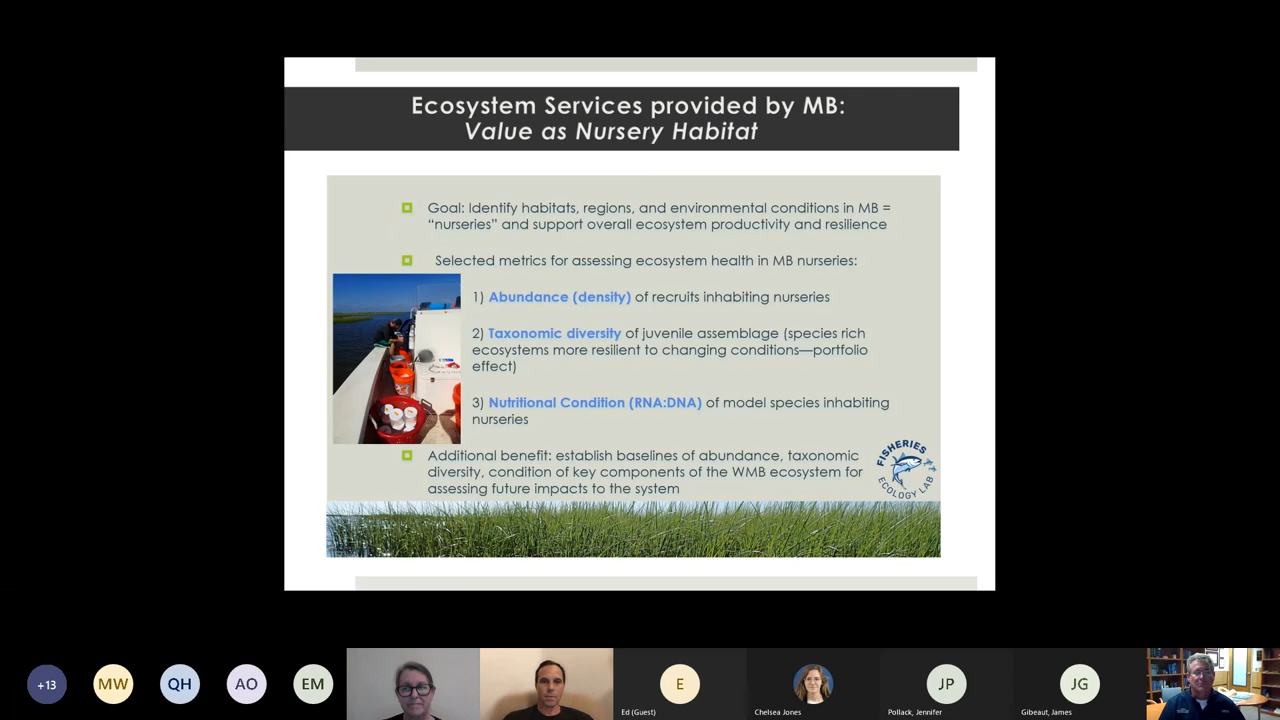 Ecosystem Services provided by MB:
Value as Nursery Habitat
Goal: Identify habitats, regions, and environmental conditions in MB =
“nurseries” and support overall ecosystem productivity and resilience
Selected metrics for assessing ecosystem health in MB nurseries:
1) Abundance (density) of recruits inhabiting nurseries
2) Taxonomic diversity of juvenile assemblage (species rich
ecosystems more resilient to changing conditions—portfolio
effect)
3) Nutritional Condition (RNA:DNA) of model species inhabiting
nurseries
Additional benefit: establish baselines of abundance, taxonomic
diversity, condition of key components of the WMB ecosystem for
assessing future impacts to the system
FISHERIES
ECOLOGY LAB
+13
MW
QH
AO
EM
E
Ed (Guest)
Chelsea Jones
JP
Pollack, Jennifer
JG
Gibeaut, James